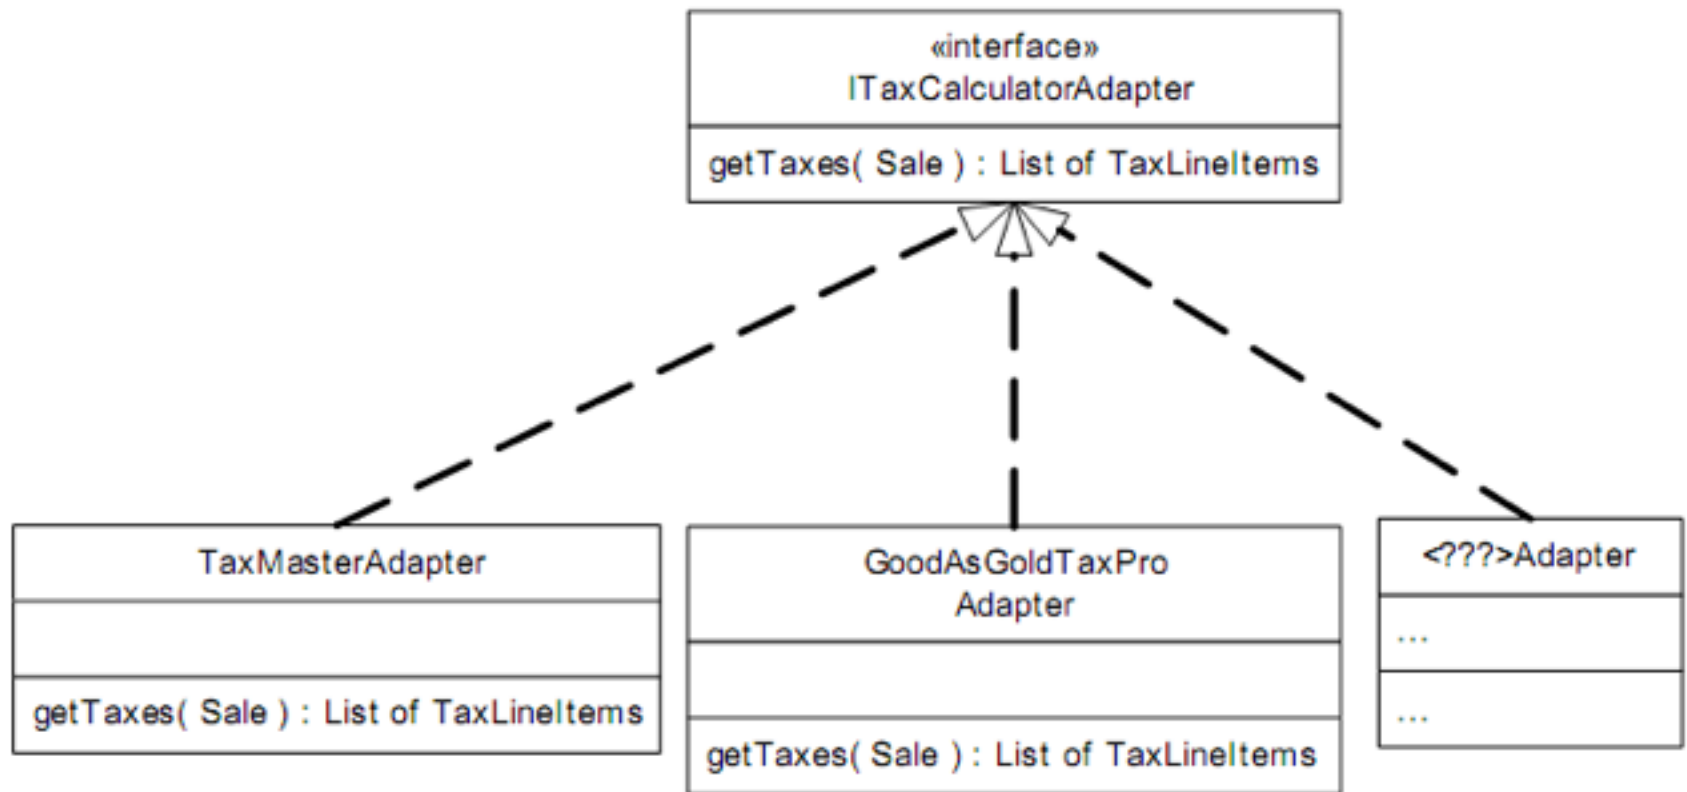 «interface»
ITaxCalculatorAdapter
getTaxes( Sale ) : List of TaxLineItems
TaxMasterAdapter
getTaxes( Sale ) : List of TaxLineItems
GoodAsGoldTaxPro
Adapter
getTaxes( Sale ) : List of TaxLineItems
<???>Adapter
...
...